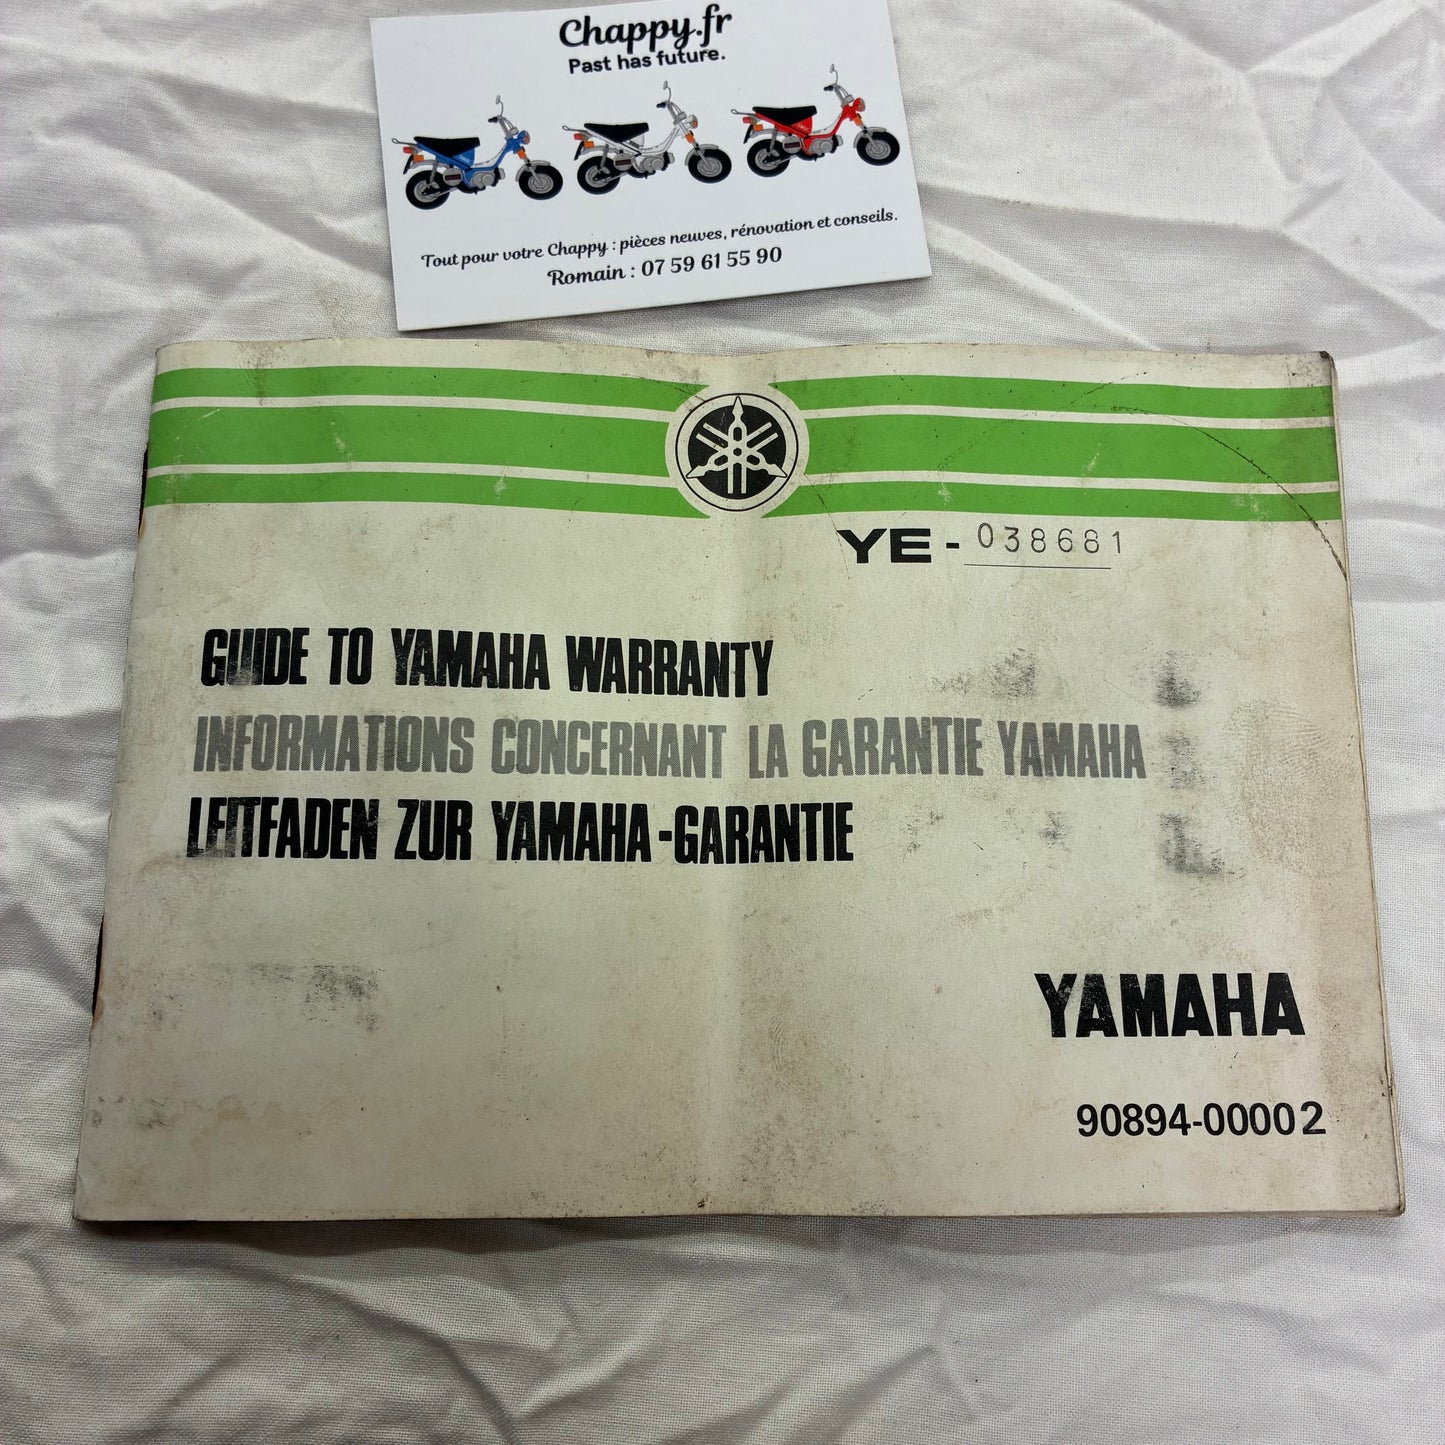 Chappy.fr
Past has future.
Tout pour votre Chappy : pièces neuves, rénovation et conseils.
Romain : 07 59 61 55 90
YE - 038681
GUIDE TO YAMAHA WARRANTY
INFORMATIONS CONCERNANT LA GARANTIE YAMAHA
LEITFADEN ZUR YAMAHA-GARANTIE
YAMAHA
90894-00002